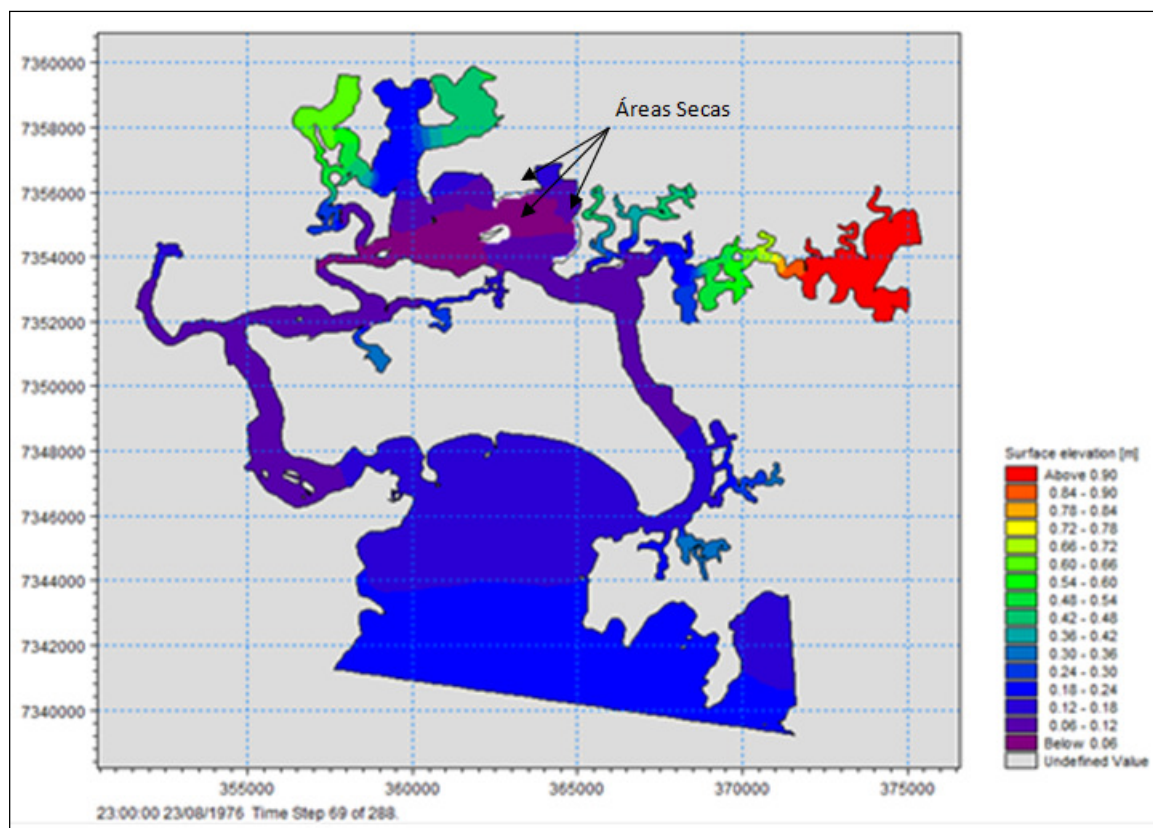 7360000
Áreas Secas
7358000
7356000
7354000
7352000
7350000
7348000
Surface elevation [m]
Above 0.90
0.84 - 0.90
7346000
0.78 - 0.84
0.72 - 0.78
0.66 - 0.72
0.60 - 0.66
7344000
0.54 - 0.60
0.48 - 0.54
0.42 - 0.48
0.36 - 0.42
7342000
0.30 - 0.36
0.24 - 0.30
0.18 - 0.24
0.12 - 0.18
7340000
0.06 - 0.12
Below 0.06
Undefined Value
355000 360000 365000 370000 375000
23:00:00 23/08/1976 Time Step 69 of 288.